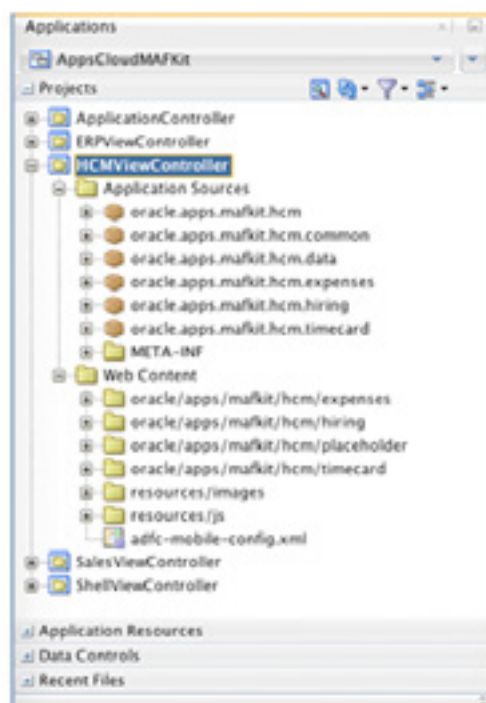 Applications
AppsCloudMAFKit
Projects
ApplicationController
ERPViewController
HCMViewController
Application Sources
oracle.apps.mafkit.hcm
oracle.apps.mafkit.hcm.common
oracle.apps.mafkit.hcm.data
oracle.apps.mafkit.hcm.expenses
oracle.apps.mafkit.hcm.hiring
oracle.apps.mafkit.hcm.timecard
META-INF
Web Content
oracle/apps/mafkit/hcm/expenses
oracle/apps/mafkit/hcm/hiring
oracle/apps/mafkit/hcm/placeholder
oracle/apps/mafkit/hcm/timecard
resources/images
resources/js
adfc-mobile-config.xml
SalesViewController
ShellViewController
Application Resources
Data Controls
Recent Files